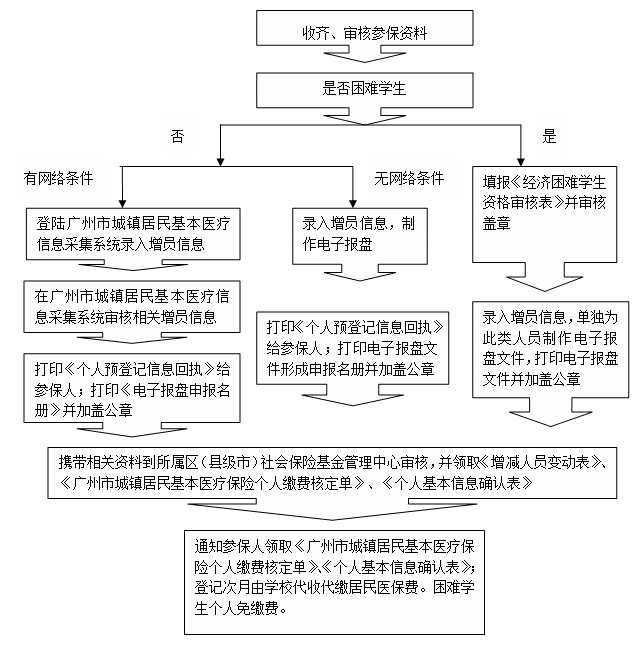 收齐、审核参保资料
是否困难学生
否
是
有网络条件
无网络条件
填报《经济困难学生
资格审核表》并审核
盖章
登陆广州市城镇居民基本医疗
信息采集系统录入增员信息
录入增员信息，制
作电子报盘
在广州市城镇居民基本医疗信
息采集系统审核相关增员信息
打印《个人预登记信息回执》
给参保人；打印电子报盘文
件形成申报名册并加盖公章
录入增员信息，单独为
此类人员制作电子报
盘文件，打印电子报盘
文件并加盖公章
打印《个人预登记信息回执》给
参保人；打印《电子报盘申报名
册》并加盖公章
携带相关资料到所属区（县级市）社会保险基金管理中心审核，并领取《增减人员变动表》、
《广州市城镇居民基本医疗保险个人缴费核定单》、《个人基本信息确认表》
通知参保人领取《广州市城镇居民基本医疗保
险个人缴费核定单》、《个人基本信息确认表》；
登记次月由学校代收代缴居民医保费。困难学
生个人免缴费。